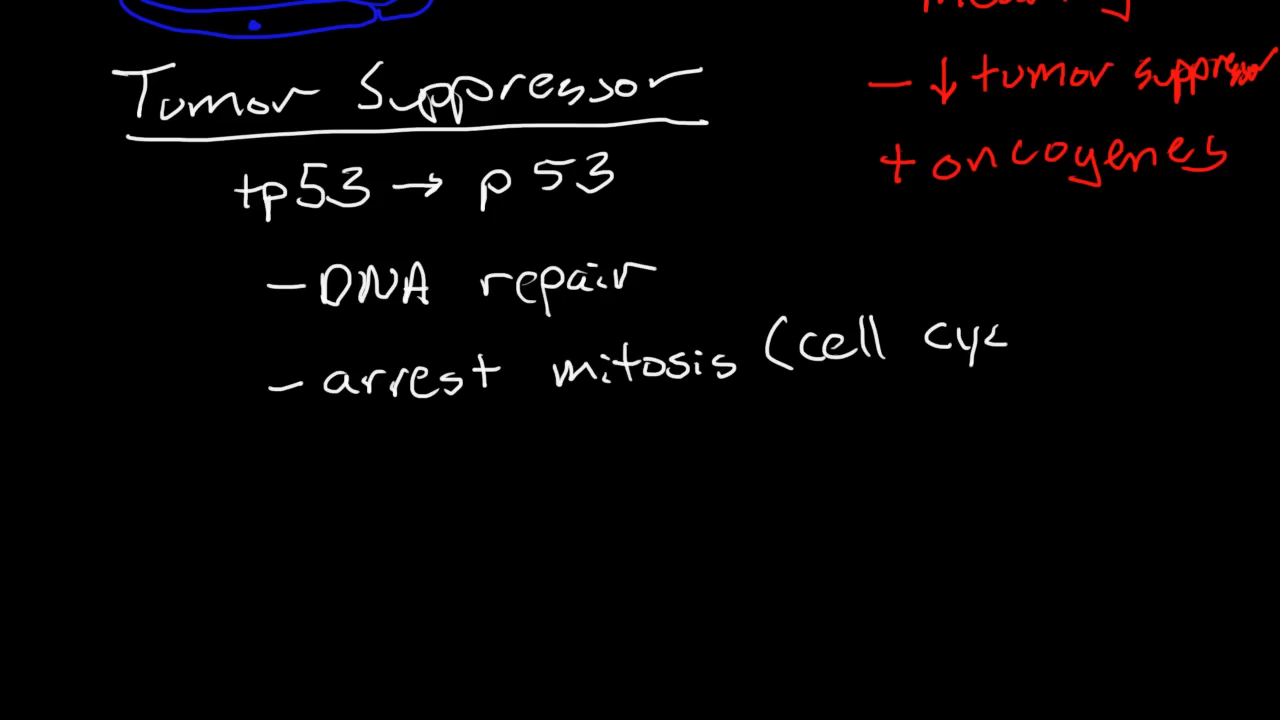 Tumor Suppressor
tp53 → p53
- DNA repair
- arrest mitosis (cell cyc
- ↓ tumor suppressor
+ oncogenes